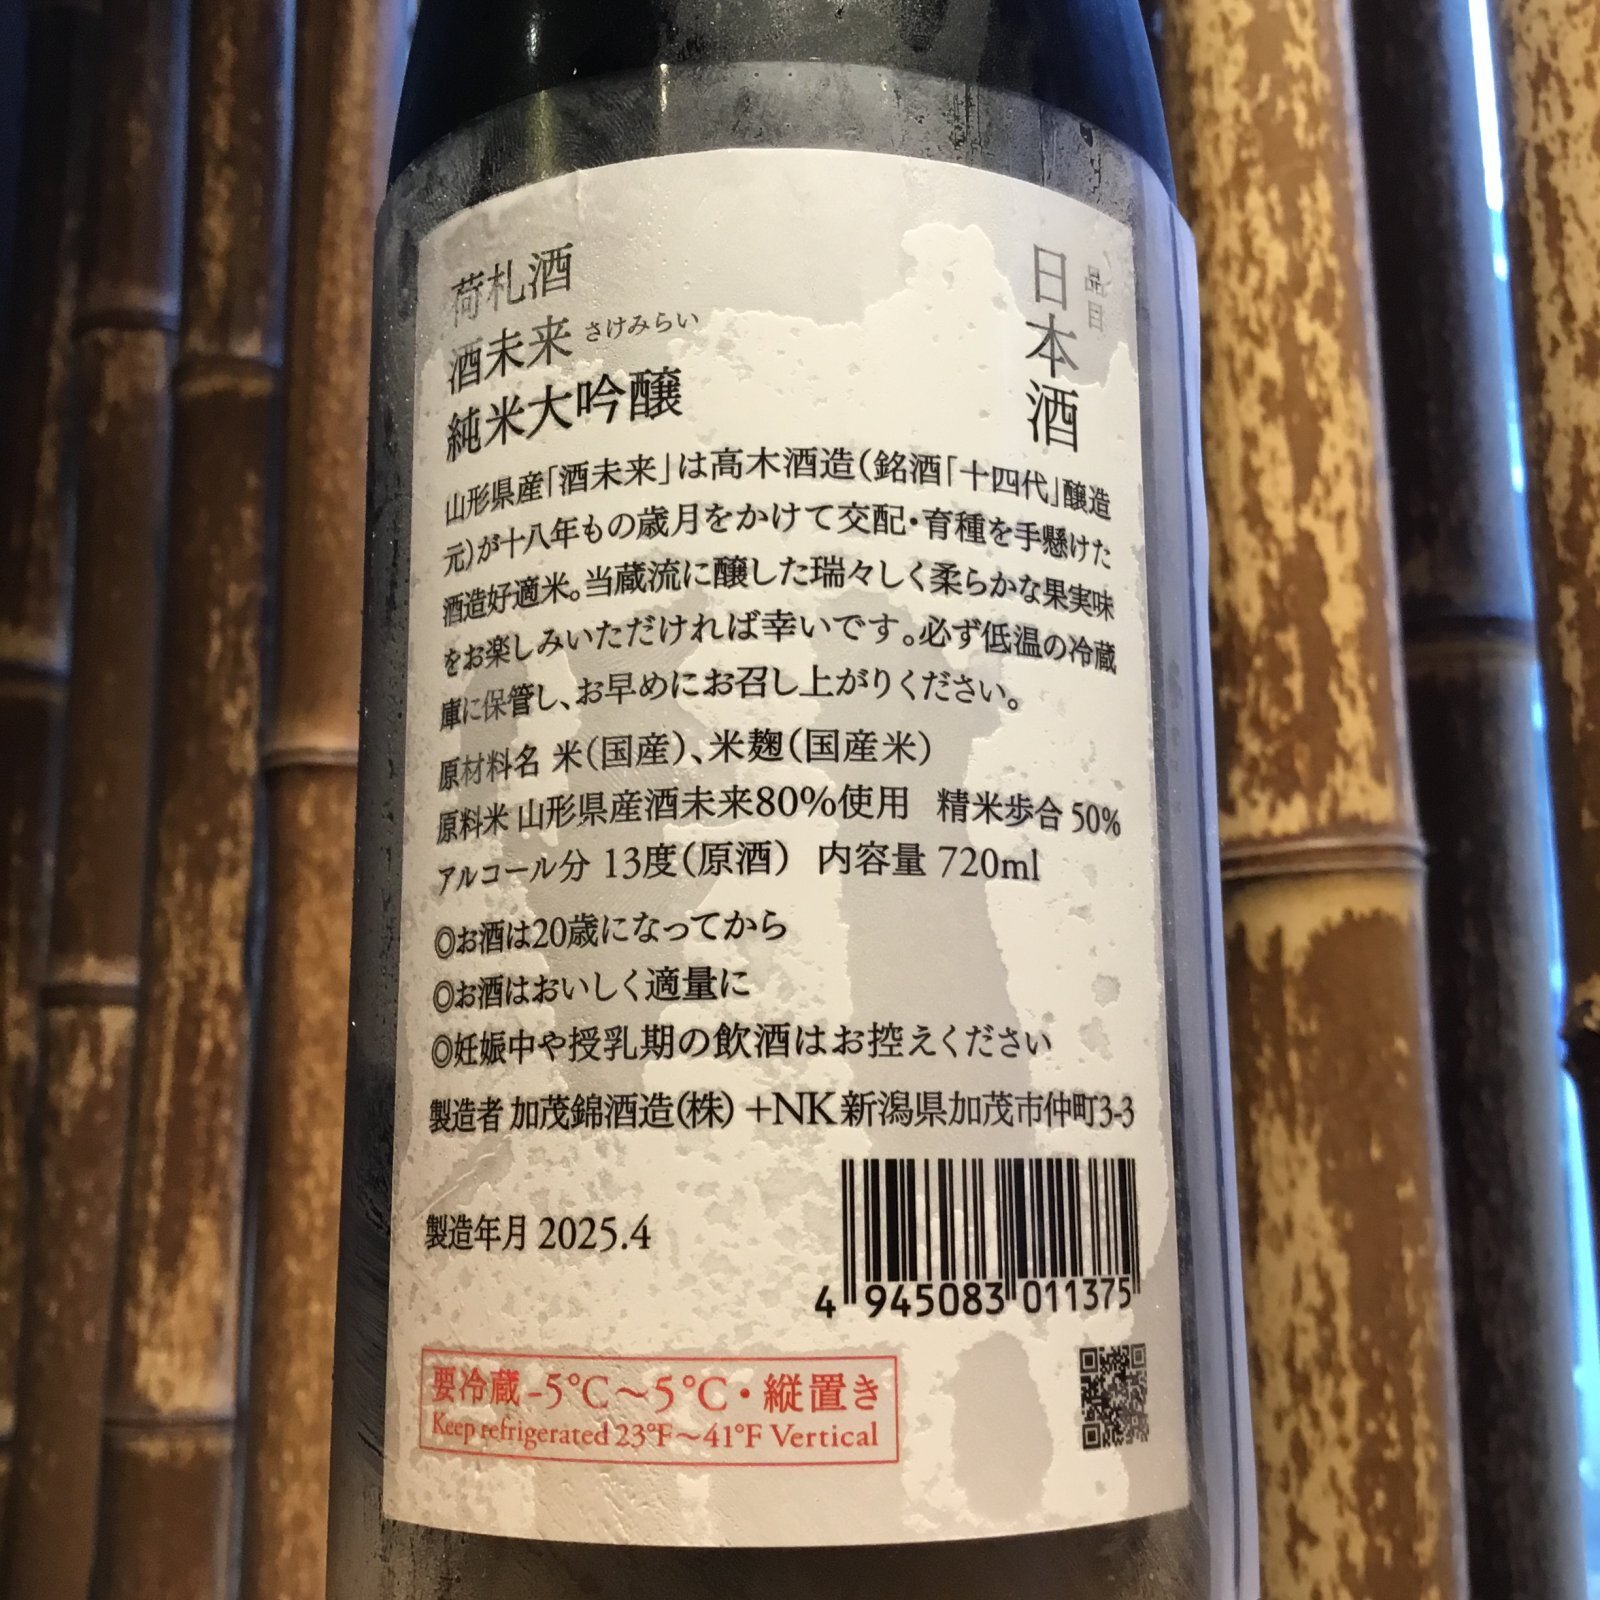 品目
日本酒
荷札酒
酒未来 さけみらい
純米大吟醸
山形県産「酒未来」は高木酒造(銘酒「十四代」醸造
元)が十八年もの歳月をかけて交配・育種を手懸けた
酒造好適米。当蔵流に醸した瑞々しく柔らかな果実味
をお楽しみいただければ幸いです。必ず低温の冷蔵
庫に保管し、お早めにお召し上がりください。
原材料名 米(国産)、米麹(国産米)
原料米 山形県産酒未来80%使用 精米歩合 50%
アルコール分 13度(原酒) 内容量 720ml
◎お酒は20歳になってから
◎お酒はおいしく適量に
◎妊娠中や授乳期の飲酒はお控えください
製造者 加茂錦酒造(株) +NK 新潟県加茂市仲町3-3
製造年月 2025.4
4 945083 011375
要冷蔵 -5℃～5℃・縦置き
Keep refrigerated 23°F～41°F Vertical